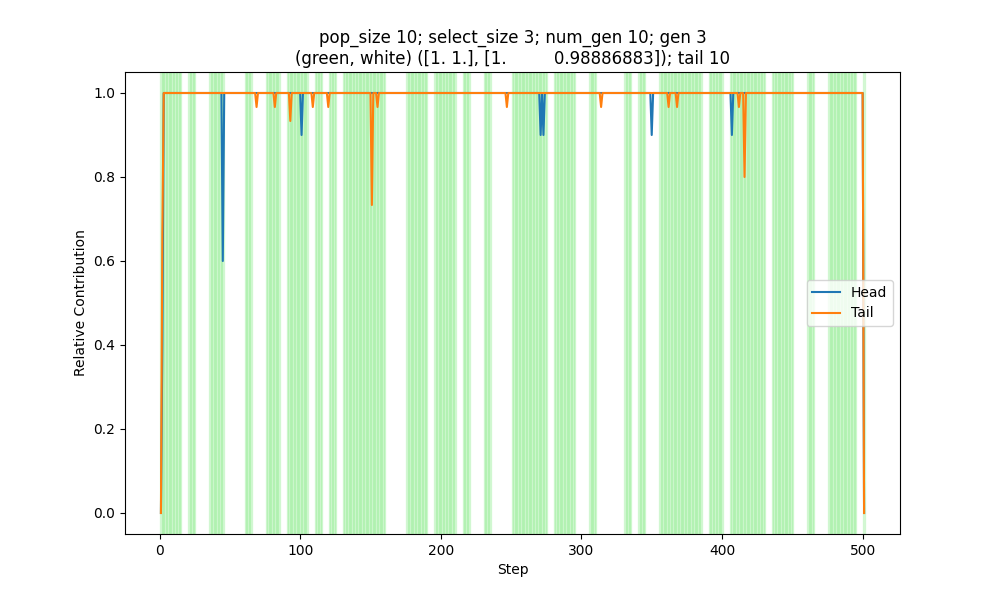 pop_size 10; select_size 3; num_gen 10; gen 3
(green, white) ([1. 1.], [1.         0.98886883]); tail 10
1.0
0.8
0.6
0.4
0.2
0.0
Relative Contribution
Head
Tail
0
100
200
300
400
500
Step